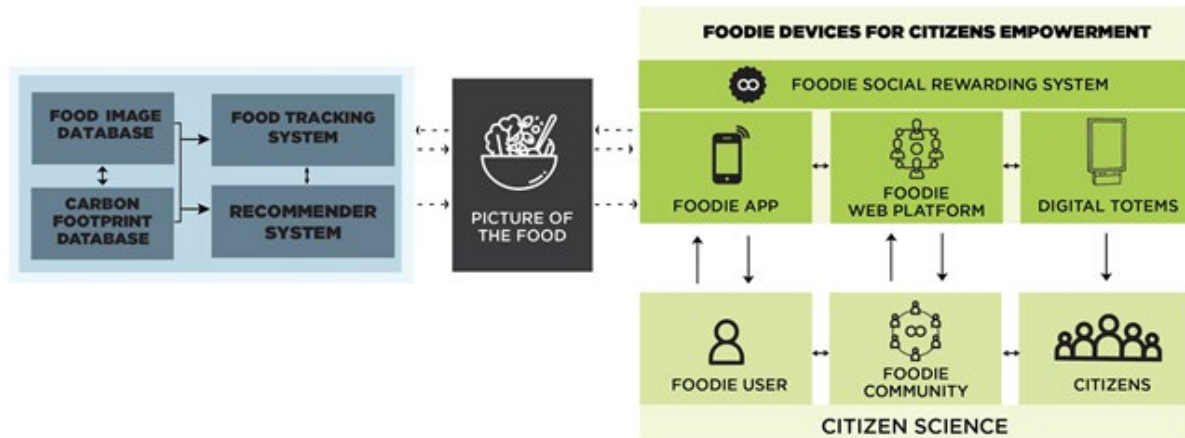 FOOD IMAGE
DATABASE
CARBON
FOOTPRINT
DATABASE
FOOD TRACKING
SYSTEM
RECOMMENDER
SYSTEM
PICTURE OF
THE FOOD
FOODIE DEVICES FOR CITIZENS EMPOWERMENT
FOODIE SOCIAL REWARDING SYSTEM
FOODIE APP
FOODIE
WEB PLATFORM
DIGITAL TOTEMS
FOODIE USER
FOODIE
COMMUNITY
CITIZENS
CITIZEN SCIENCE